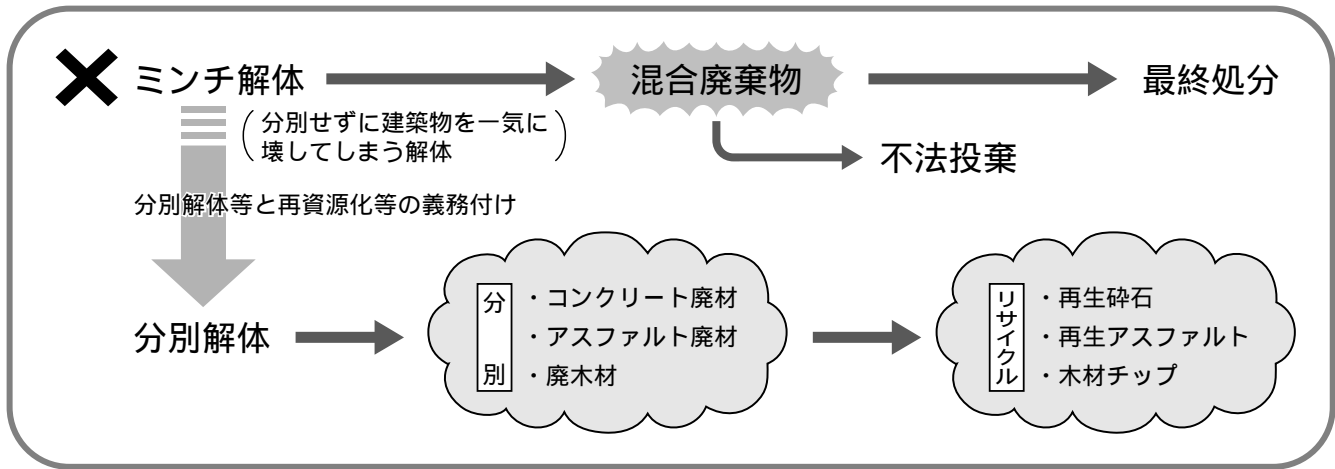 ミンチ解体
混合廃棄物
最終処分
(分別せずに建築物を一気に
壊してしまう解体)
不法投棄
分別解体等と再資源化等の義務付け
分別解体
分別
・コンクリート廃材
・アスファルト廃材
・廃木材
リサイクル
・再生砕石
・再生アスファルト
・木材チップ